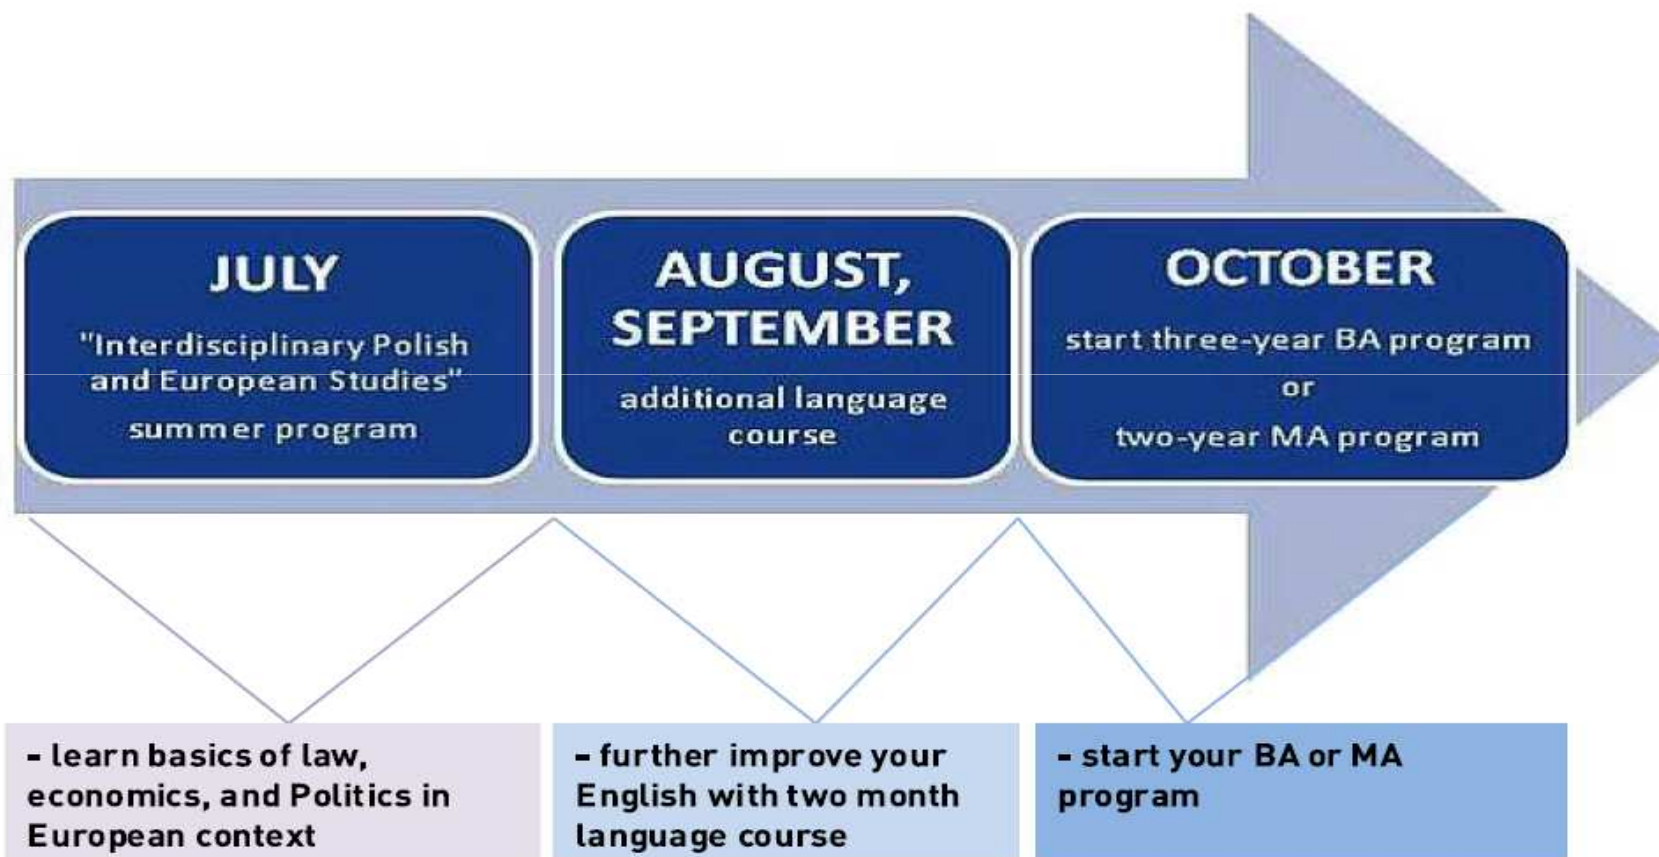 JULY
"Interdisciplinary Polish
and European Studies"
summer program
AUGUST,
SEPTEMBER
additional language
course
OCTOBER
start three-year BA program
or
two-year MA program
- learn basics of law,
economics, and Politics in
European context
- further improve your
English with two month
language course
- start your BA or MA
program